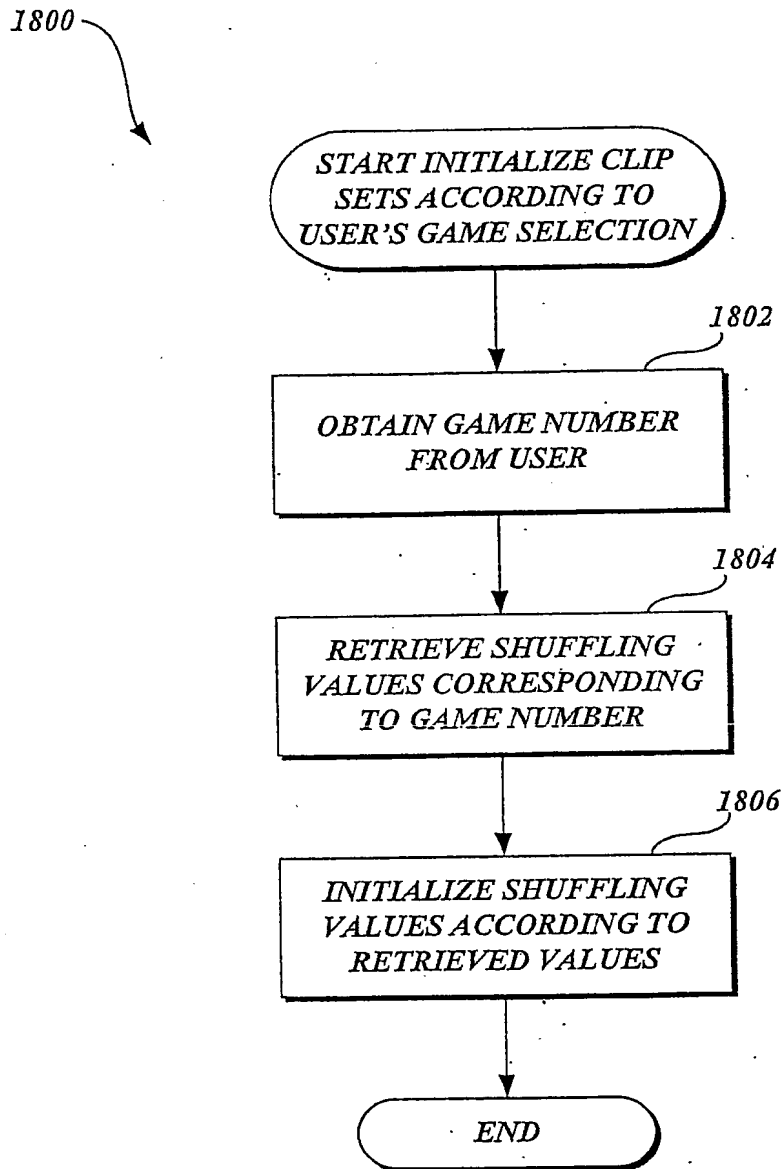 1800
START INITIALIZE CLIP
SETS ACCORDING TO
USER'S GAME SELECTION
1802
OBTAIN GAME NUMBER
FROM USER
1804
RETRIEVE SHUFFLING
VALUES CORRESPONDING
TO GAME NUMBER
1806
INITIALIZE SHUFFLING
VALUES ACCORDING TO
RETRIEVED VALUES
END